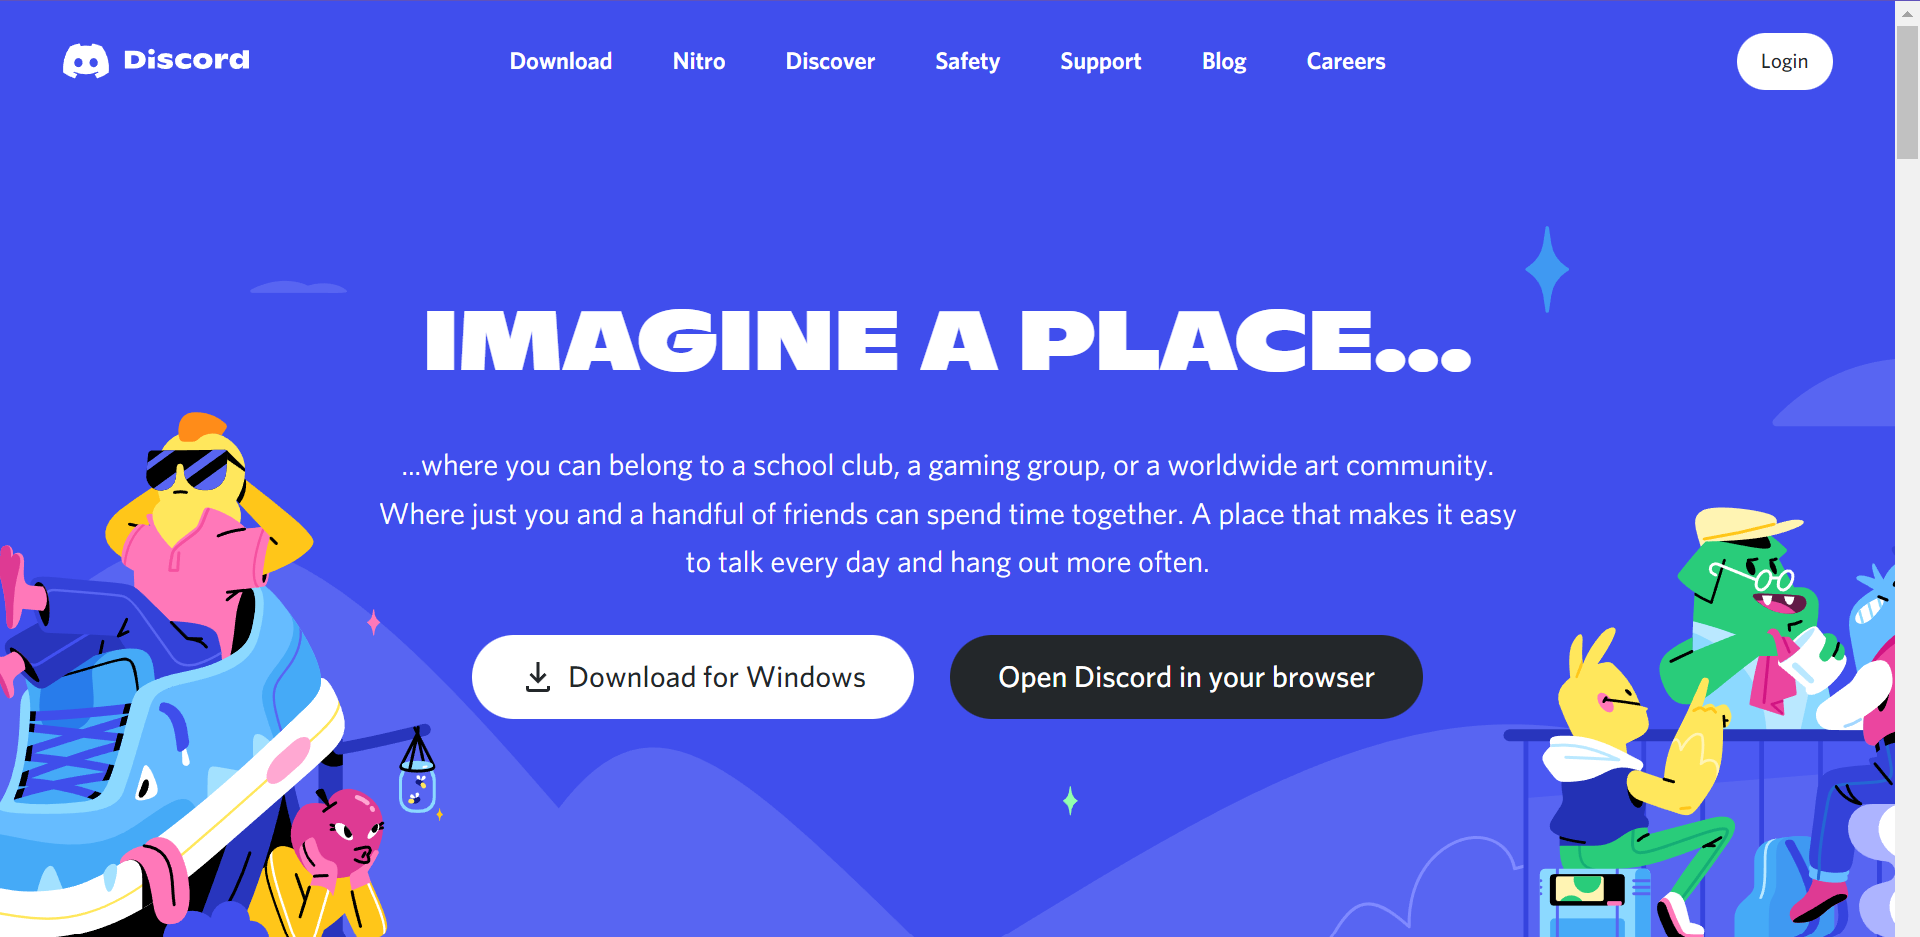 Discord
Download Nitro Discover Safety Support Blog Careers
Login
IMAGINE A PLACE...
...where you can belong to a school club, a gaming group, or a worldwide art community.
Where just you and a handful of friends can spend time together. A place that makes it easy
to talk every day and hang out more often.
Download for Windows
Open Discord in your browser